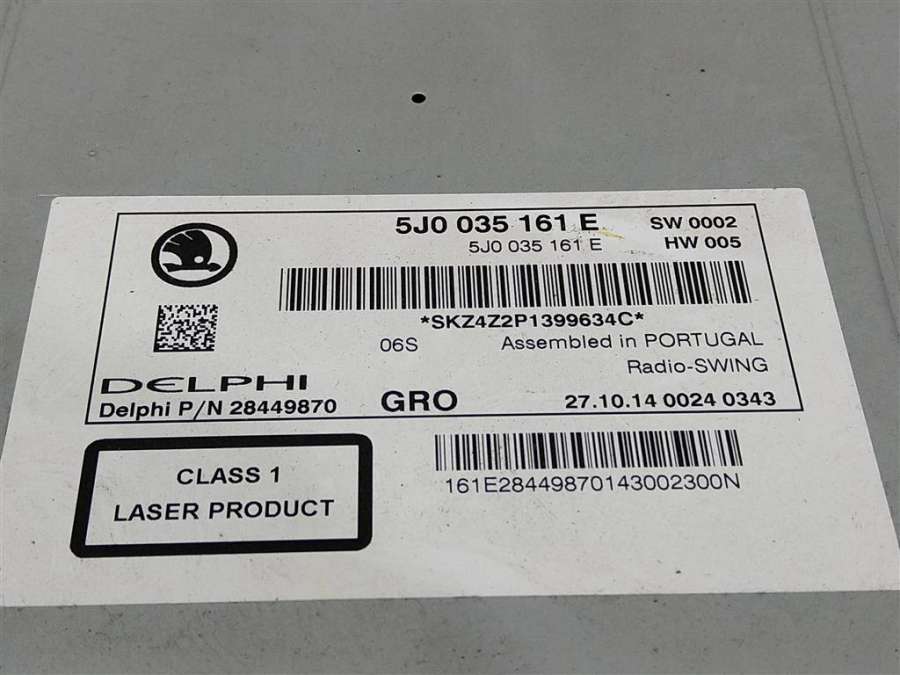 5J0 035 161 E SW 0002
5J0 035 161 E HW 005
*SKZ4Z2P1399634C*
06S Assembled in PORTUGAL
Radio-SWING
DELPHI
Delphi P/N 28449870 GRO 27.10.14 0024 0343
CLASS 1
LASER PRODUCT
161E28449870143002300N